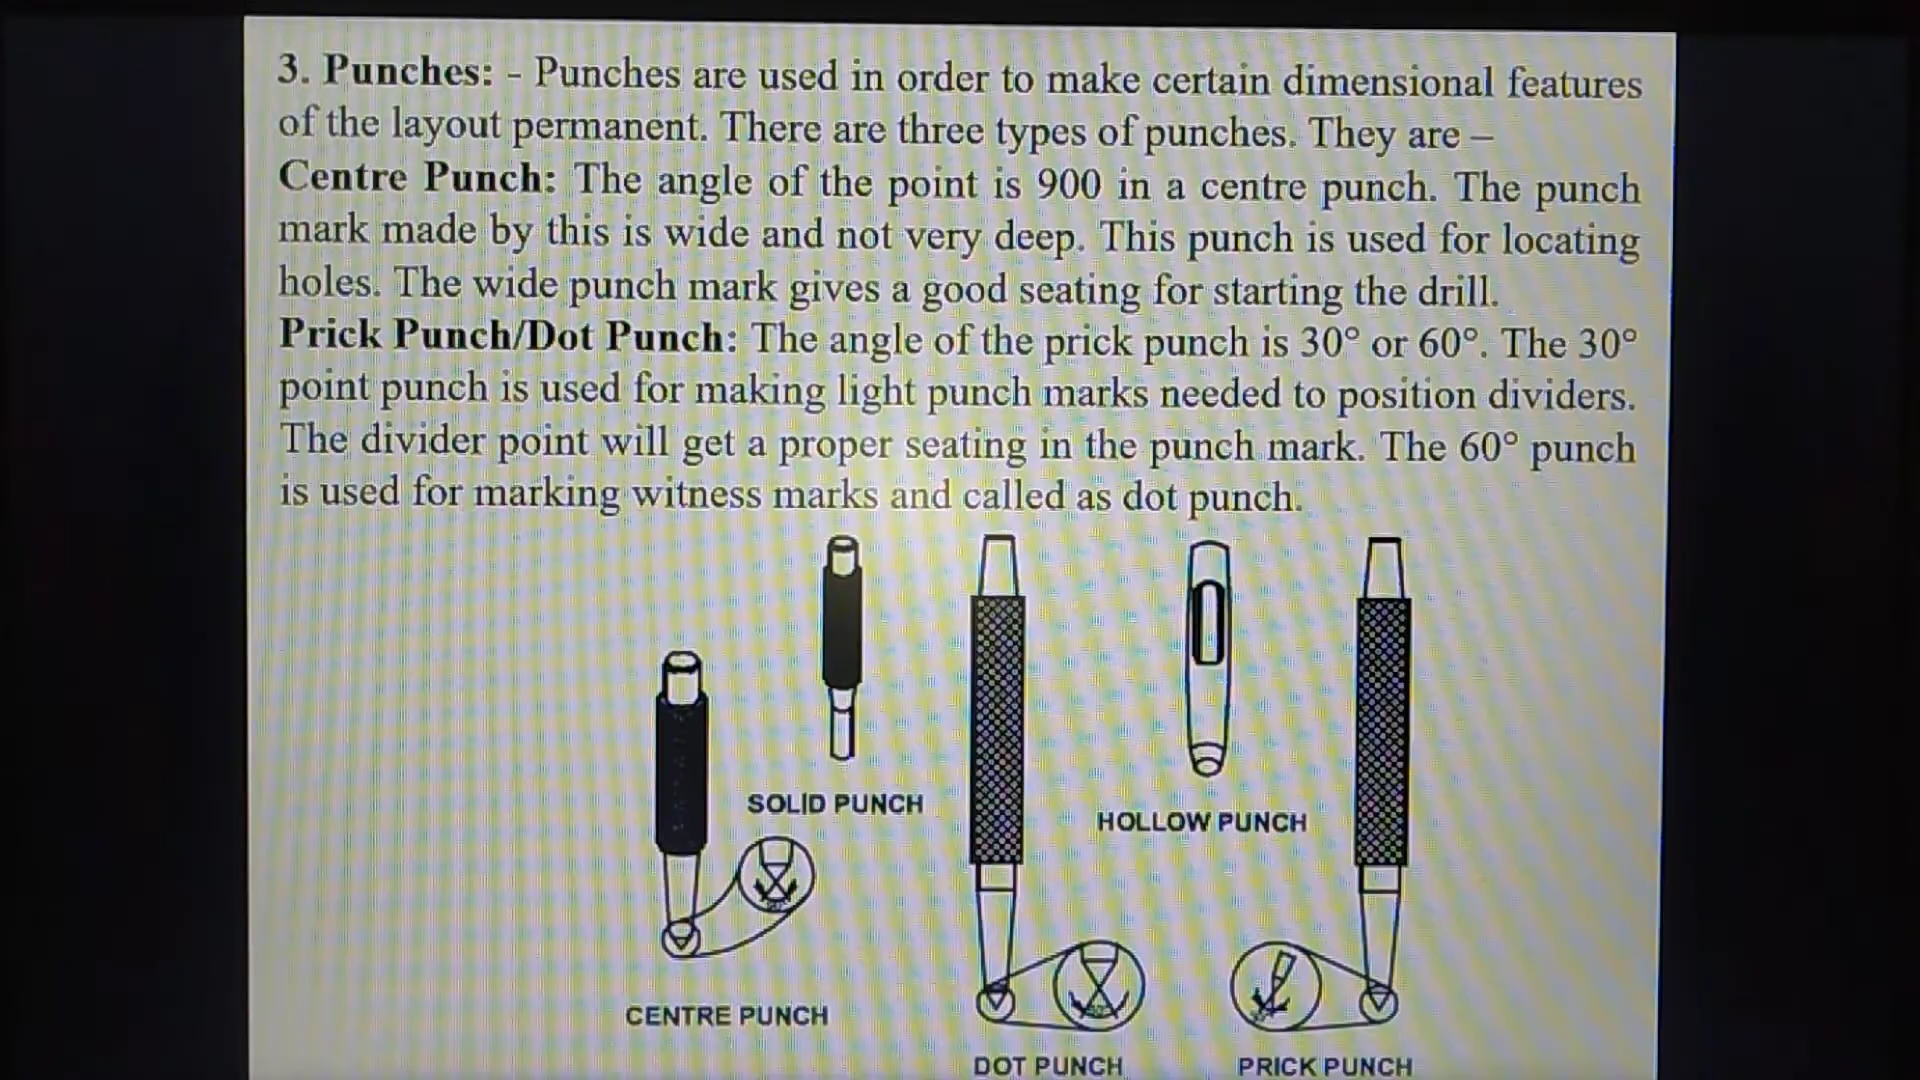 3. Punches: - Punches are used in order to make certain dimensional features
of the layout permanent. There are three types of punches. They are –
Centre Punch: The angle of the point is 900 in a centre punch. The punch
mark made by this is wide and not very deep. This punch is used for locating
holes. The wide punch mark gives a good seating for starting the drill.
Prick Punch/Dot Punch: The angle of the prick punch is 30° or 60°. The 30°
point punch is used for making light punch marks needed to position dividers.
The divider point will get a proper seating in the punch mark. The 60° punch
is used for marking witness marks and called as dot punch.
SOLID PUNCH
HOLLOW PUNCH
CENTRE PUNCH
DOT PUNCH
PRICK PUNCH